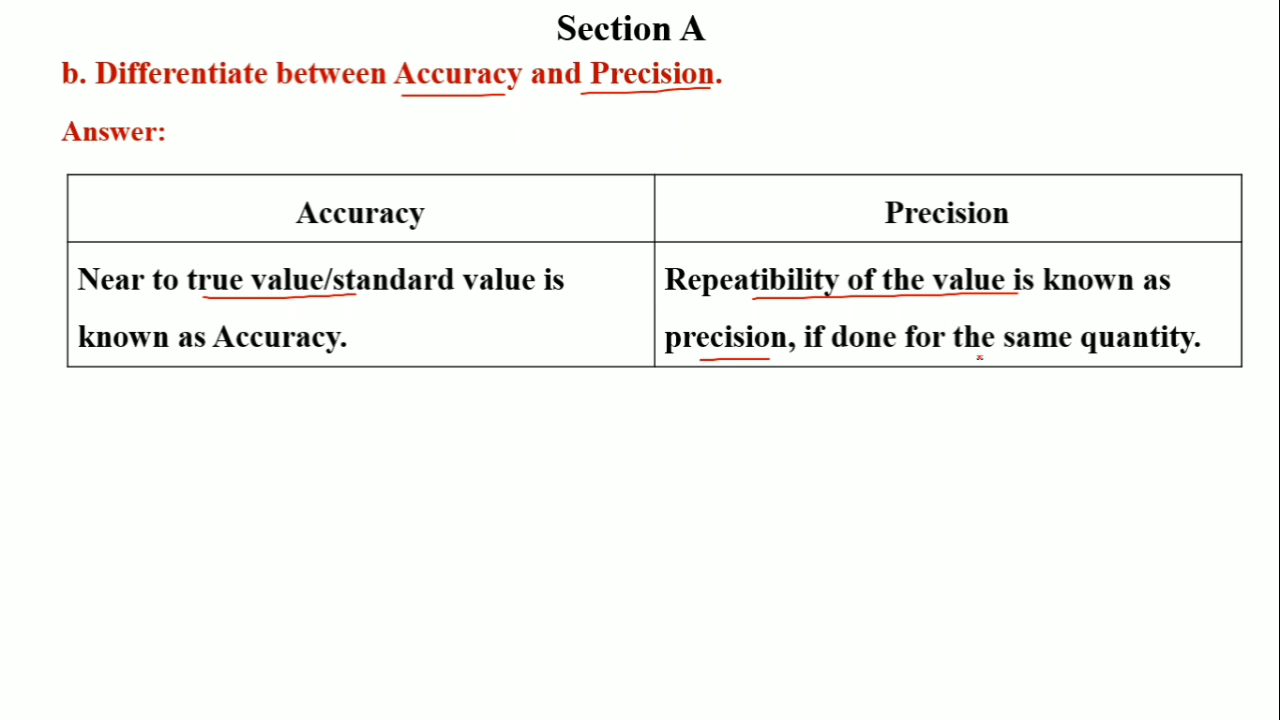 Section A
b. Differentiate between Accuracy and Precision.
Answer:
Accuracy
Precision
Near to true value/standard value is
known as Accuracy.
Repeatibility of the value is known as
precision, if done for the same quantity.